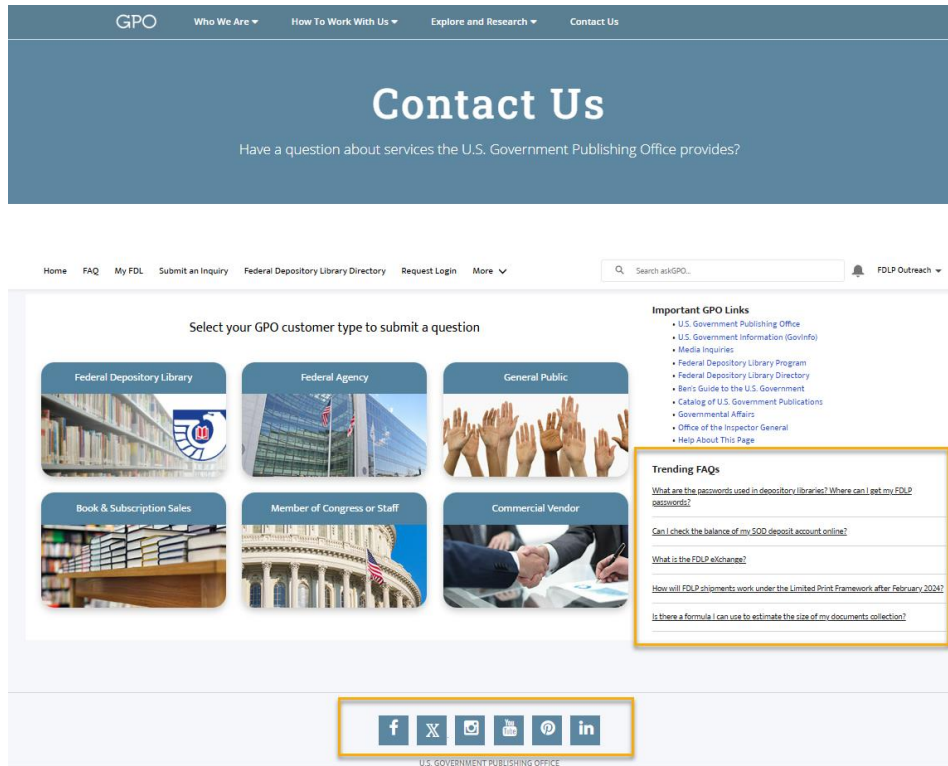 GPO Who We Are How To Work With Us Explore and Research Contact Us
Contact Us
Have a question about services the U.S. Government Publishing Office provides?
Home FAQ My FDL Submit an Inquiry Federal Depository Library Directory Request Login More Search askGPO... FDLP Outreach
Select your GPO customer type to submit a question
Federal Depository Library
Federal Agency
General Public
Book & Subscription Sales
Member of Congress or Staff
Commercial Vendor
Important GPO Links
• U.S. Government Publishing Office
• U.S. Government Information (GovInfo)
• Media Inquiries
• Federal Depository Library Program
• Federal Depository Library Directory
• Ben's Guide to the U.S. Government
• Catalog of U.S. Government Publications
• Governmental Affairs
• Office of the Inspector General
• Help About This Page
Trending FAQs
What are the passwords used in depository libraries? Where can I get my FDLP
passwords?
Can I check the balance of my SOD deposit account online?
What is the FDLP eXchange?
How will FDLP shipments work under the Limited Print Framework after February 2024?
Is there a formula I can use to estimate the size of my documents collection?
f X You Tube in
U.S. GOVERNMENT PUBLISHING OFFICE